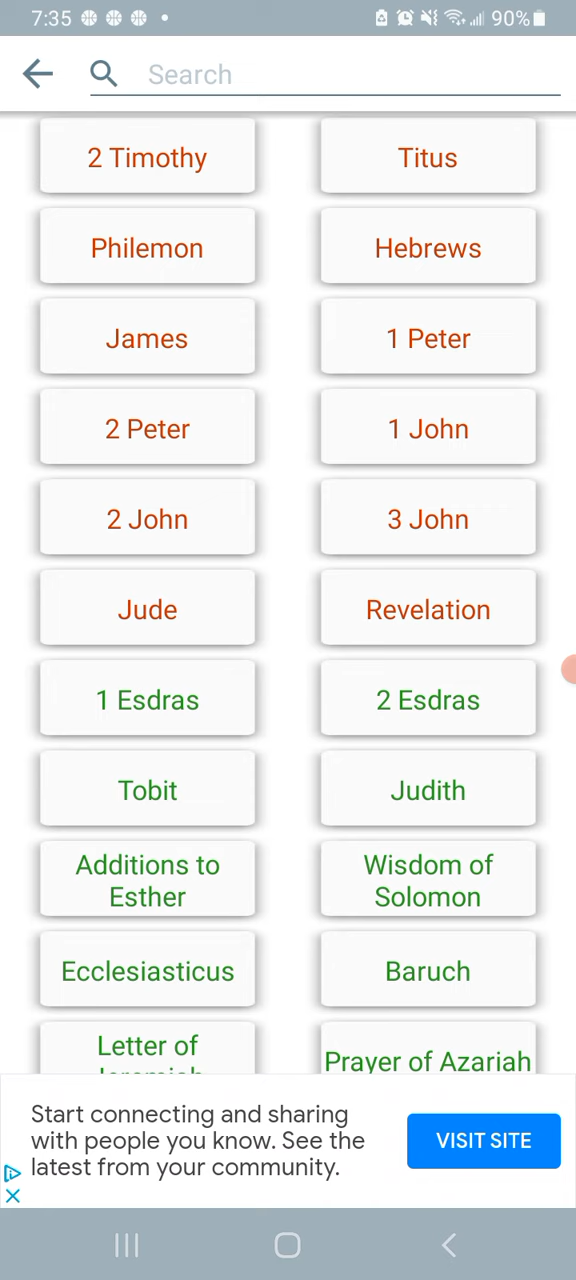 7:35
90%
Search
2 Timothy
Titus
Philemon
Hebrews
James
1 Peter
2 Peter
1 John
2 John
3 John
Jude
Revelation
1 Esdras
2 Esdras
Tobit
Judith
Additions to
Esther
Wisdom of
Solomon
Ecclesiasticus
Baruch
Letter of
Jeremiah
Prayer of Azariah
Start connecting and sharing
with people you know. See the
latest from your community.
VISIT SITE